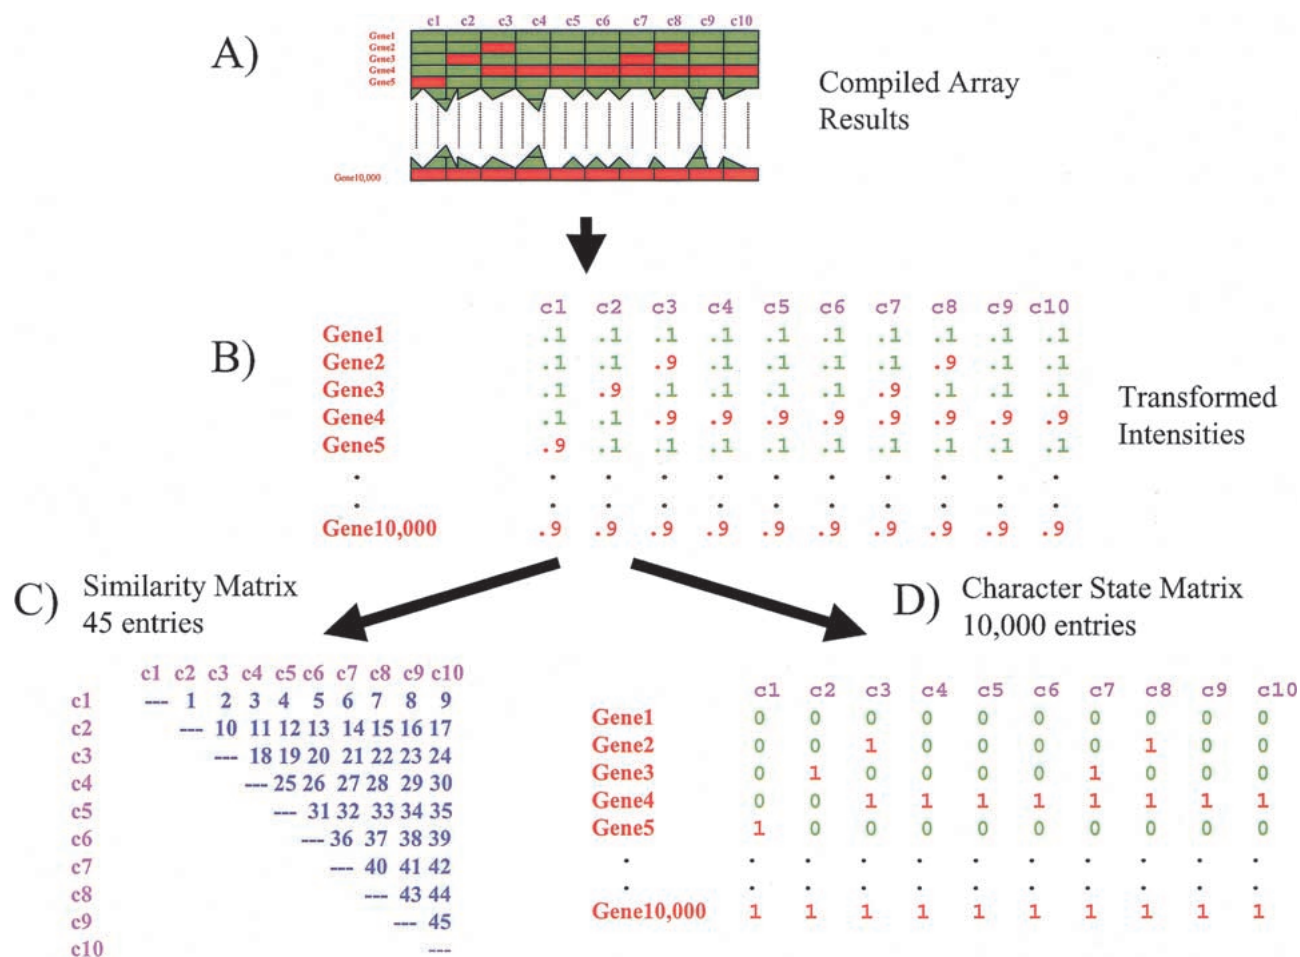 A)
c1 c2 c3 c4 c5 c6 c7 c8 c9 c10
Gene1
Gene2
Gene3
Gene4
Gene5
Gene10,000
Compiled Array
Results
B)
c1 c2 c3 c4 c5 c6 c7 c8 c9 c10
Gene1 .1 .1 .1 .1 .1 .1 .1 .1 .1 .1
Gene2 .1 .1 .9 .1 .1 .1 .1 .9 .1 .1
Gene3 .1 .9 .1 .1 .1 .1 .9 .1 .1 .1
Gene4 .1 .1 .9 .9 .9 .9 .9 .9 .9 .9
Gene5 .9 .1 .1 .1 .1 .1 .1 .1 .1 .1
Gene10,000 .9 .9 .9 .9 .9 .9 .9 .9 .9 .9
Transformed
Intensities
C)
Similarity Matrix
45 entries
c1 c2 c3 c4 c5 c6 c7 c8 c9 c10
c1 --- 1 2 3 4 5 6 7 8 9
c2 --- 10 11 12 13 14 15 16 17
c3 --- 18 19 20 21 22 23 24
c4 --- 25 26 27 28 29 30
c5 --- 31 32 33 34 35
c6 --- 36 37 38 39
c7 --- 40 41 42
c8 --- 43 44
c9 --- 45
c10 ---
D)
Character State Matrix
10,000 entries
c1 c2 c3 c4 c5 c6 c7 c8 c9 c10
Gene1 0 0 0 0 0 0 0 0 0 0
Gene2 0 0 1 0 0 0 0 1 0 0
Gene3 0 1 0 0 0 0 1 0 0 0
Gene4 0 0 1 1 1 1 1 1 1 1
Gene5 1 0 0 0 0 0 0 0 0 0
Gene10,000 1 1 1 1 1 1 1 1 1 1